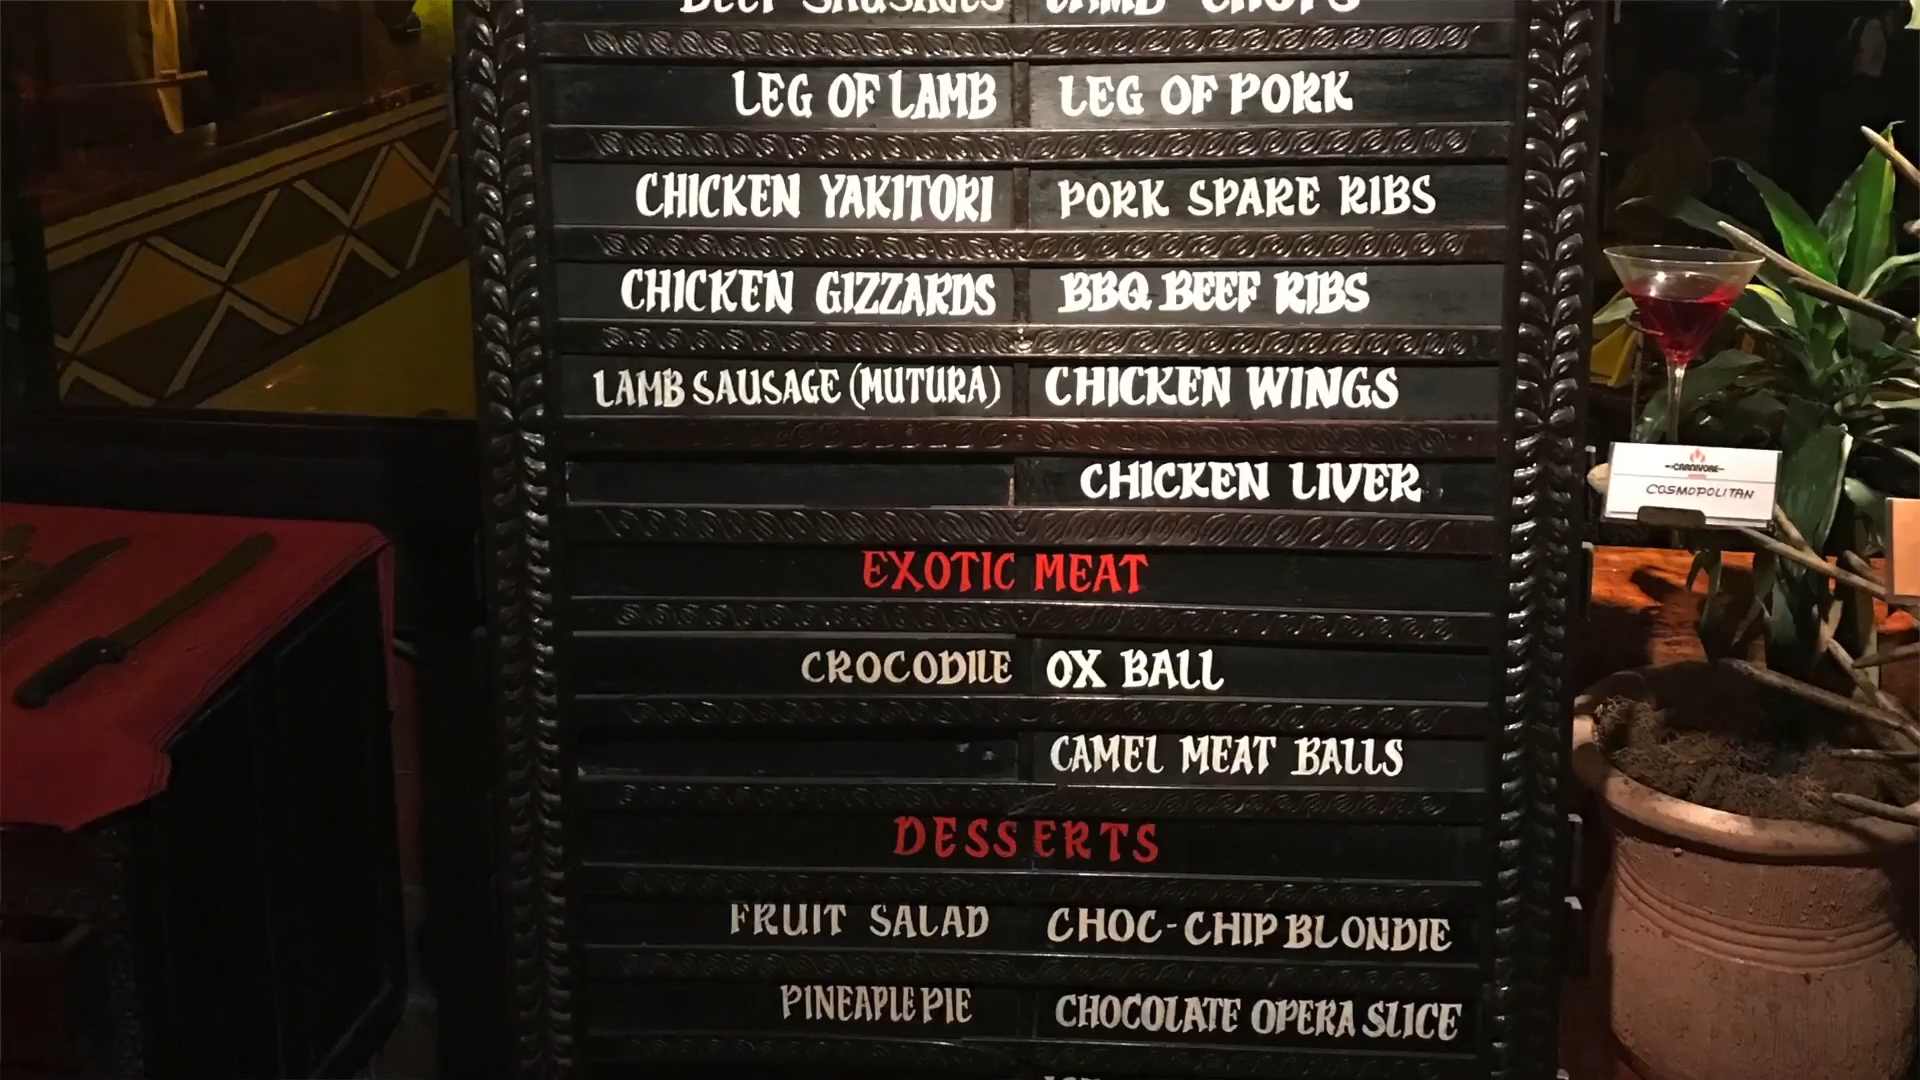 BEEF SAUSAGES LAMB CHOPS
LEG OF LAMB LEG OF PORK
CHICKEN YAKITORI PORK SPARE RIBS
CHICKEN GIZZARDS BBQ BEEF RIBS
LAMB SAUSAGE (MUTURA) CHICKEN WINGS
CHICKEN LIVER
EXOTIC MEAT
CROCODILE OX BALL
CAMEL MEAT BALLS
DESSERTS
FRUIT SALAD CHOC-CHIP BLONDIE
PINEAPLE PIE CHOCOLATE OPERA SLICE
CARNIVORE
COSMOPOLITAN